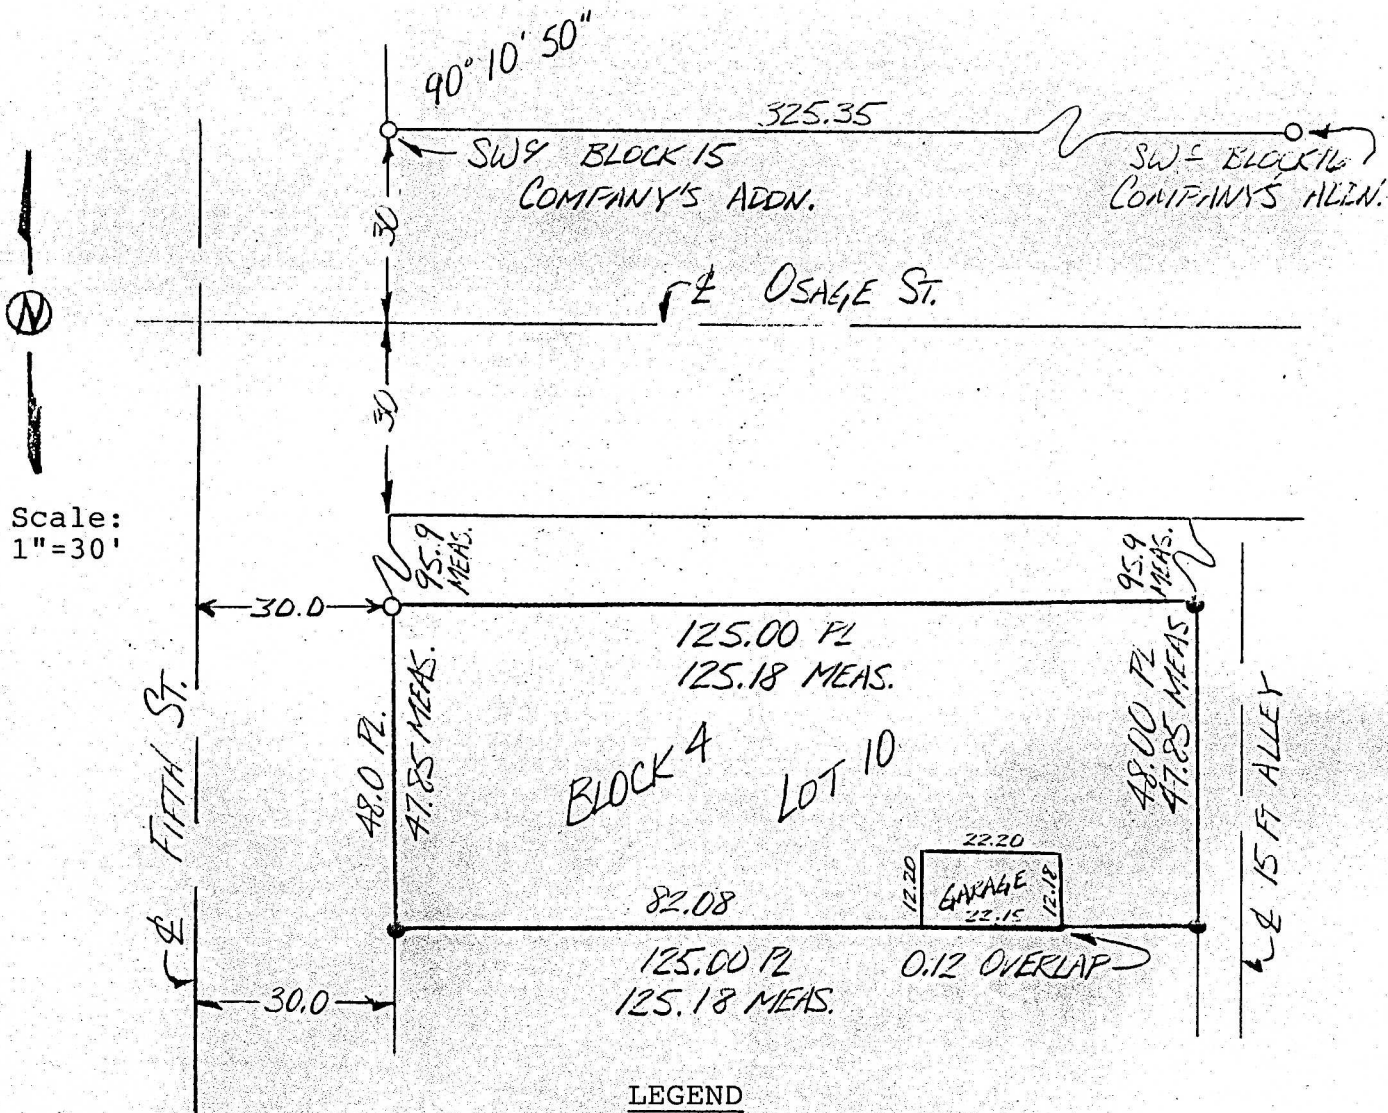 90° 10' 50"
325.35
SW BLOCK 15
COMPANY'S ADDN.
SW BLOCK 16
COMPANY'S ADDN.
30
℄ OSAGE ST.
N
30
Scale:
1"=30'
95.9
MEAS.
95.9
MEAS.
30.0
125.00 PL
125.18 MEAS.
48.0 PL.
47.85 MEAS.
48.00 PL
47.85 MEAS
BLOCK 4
LOT 10
℄ FIFTH ST.
℄ 15 FT ALLEY
22.20
12.20
GARAGE
12.18
22.15
82.08
125.00 PL
125.18 MEAS.
0.12 OVERLAP
30.0
LEGEND